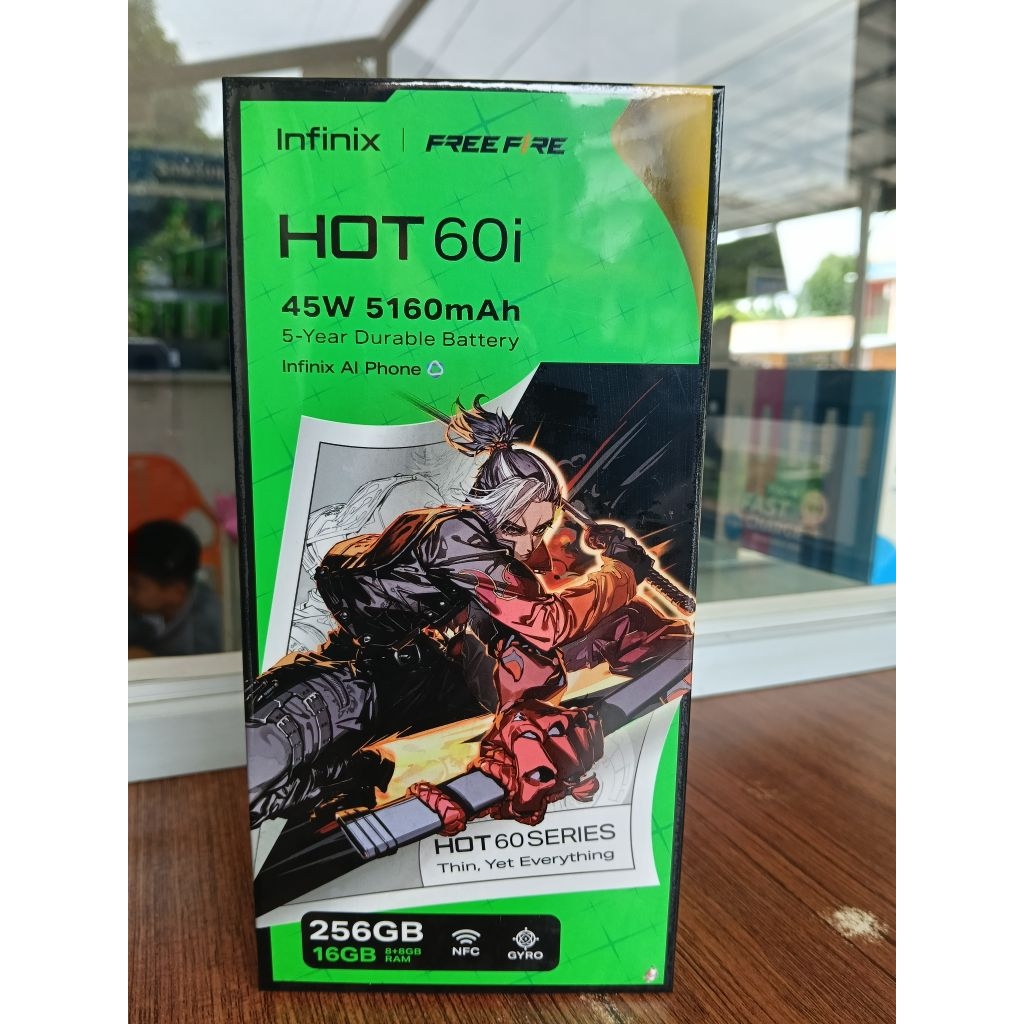 Infinix | FREE FIRE
HOT 60i
45W 5160mAh
5-Year Durable Battery
Infinix AI Phone
HOT 60 SERIES
Thin, Yet Everything
256GB
16GB 8+8GB RAM
NFC
GYRO
FAST